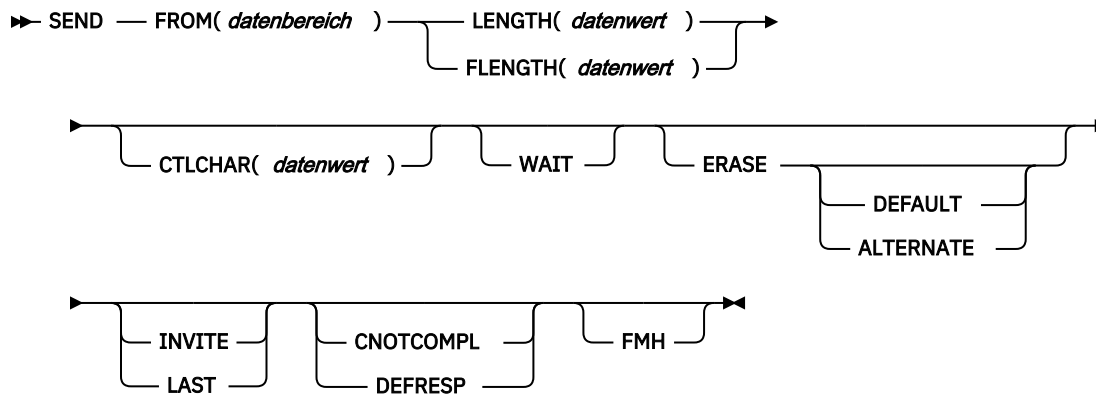 SEND FROM( datenbereich ) LENGTH( datenwert )
FLENGTH( datenwert )
CTLCHAR( datenwert ) WAIT ERASE
DEFAULT
ALTERNATE
INVITE CNOTCOMPL FMH
LAST DEFRESP